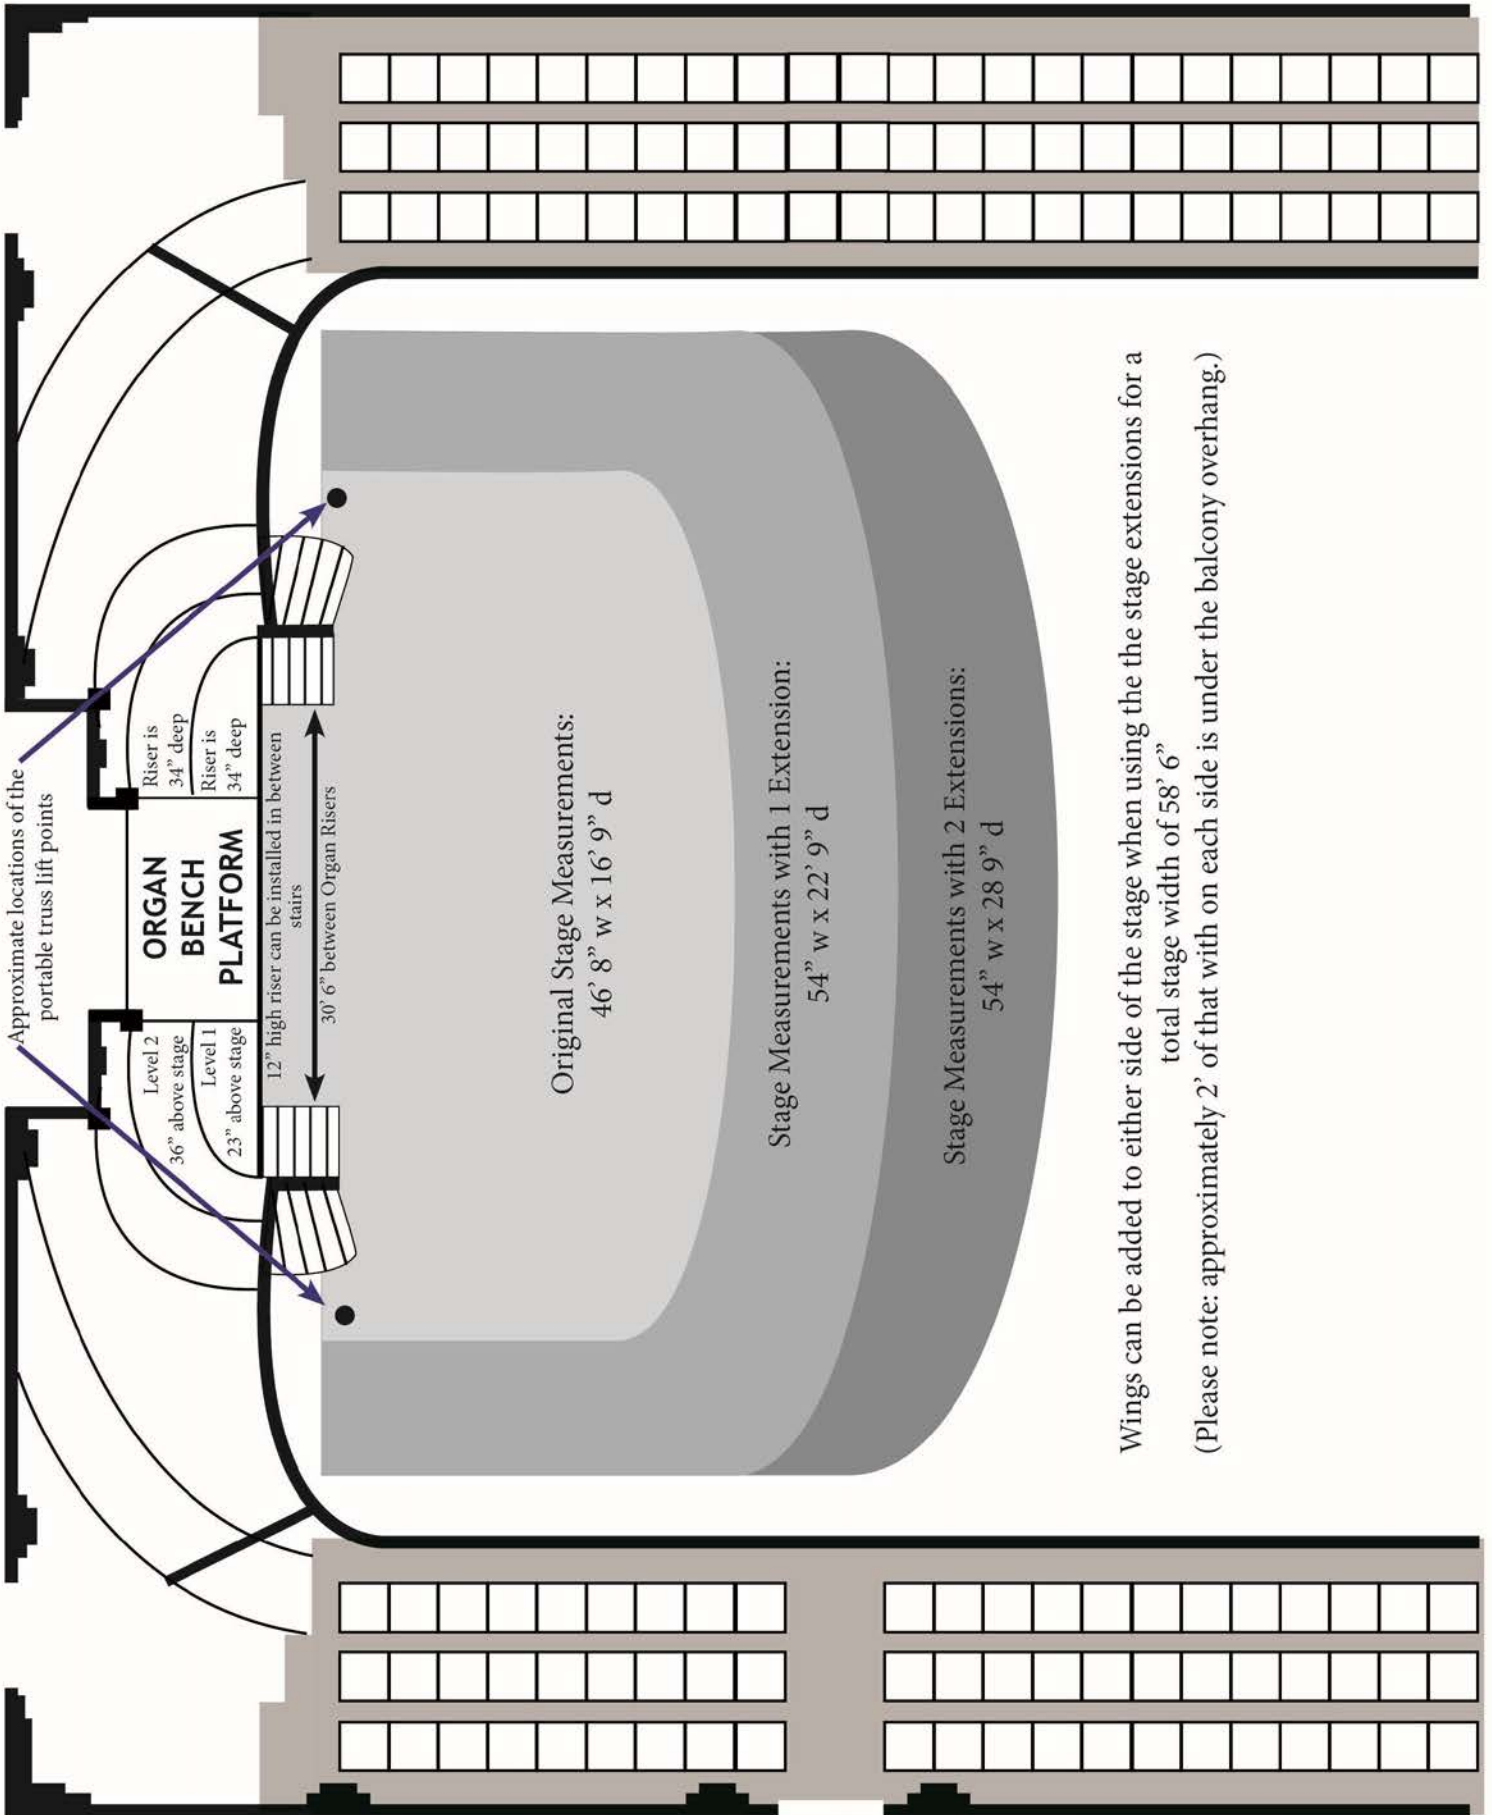 Approximate locations of the
portable truss lift points
Level 2
36” above stage
Level 1
23” above stage
ORGAN
BENCH
PLATFORM
Riser is
34” deep
Riser is
34” deep
12” high riser can be installed in between
stairs
30’ 6” between Organ Risers
Original Stage Measurements:
46’ 8” w x 16’ 9” d
Stage Measurements with 1 Extension:
54” w x 22’ 9” d
Stage Measurements with 2 Extensions:
54” w x 28 9” d
Wings can be added to either side of the stage when using the the stage extensions for a
total stage width of 58’ 6”
(Please note: approximately 2’ of that with on each side is under the balcony overhang.)